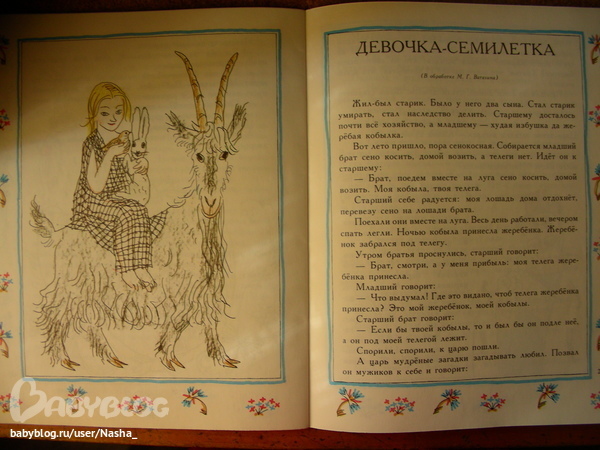 ДЕВОЧКА-СЕМИЛЕТКА
(В обработке М. Г. Булатова)
Жил-был старик. Было у него два сына. Стал старик
умирать, стал наследство делить. Старшему досталось
почти всё хозяйство, а младшему — худая избушка да же-
рёбая кобылка.
Вот лето пришло, пора сенокосная. Собирается младший
брат сено косить, домой возить, а телеги нет. Идёт он к
старшему:
— Брат, поедем вместе на луга сено косить, домой
возить. Моя кобыла, твоя телега.
Старший себе радуется: моя лошадь дома отдохнёт,
перевезу сено на лошади брата.
Поехали они вместе на луга. Весь день работали, вечером
спать легли. Ночью кобыла принесла жеребёнка. Жеребё-
нок забрался под телегу.
Утром братья проснулись, старший говорит:
— Брат, смотри, а у меня прибыль: моя телега жере-
бёнка принесла.
Младший говорит:
— Что выдумал! Где это видано, чтоб телега жеребёнка
принесла? Это мой жеребёнок, моей кобылы.
Старший брат говорит:
— Если бы твоей кобылы, то и был бы он подле неё,
а он под моей телегой лежит.
Спорили, спорили, к царю пошли.
А царь мудрёные загадки загадывать любил. Позвал
он мужиков к себе и говорит:
BABYBLOG
babyblog.ru/user/Nasha_